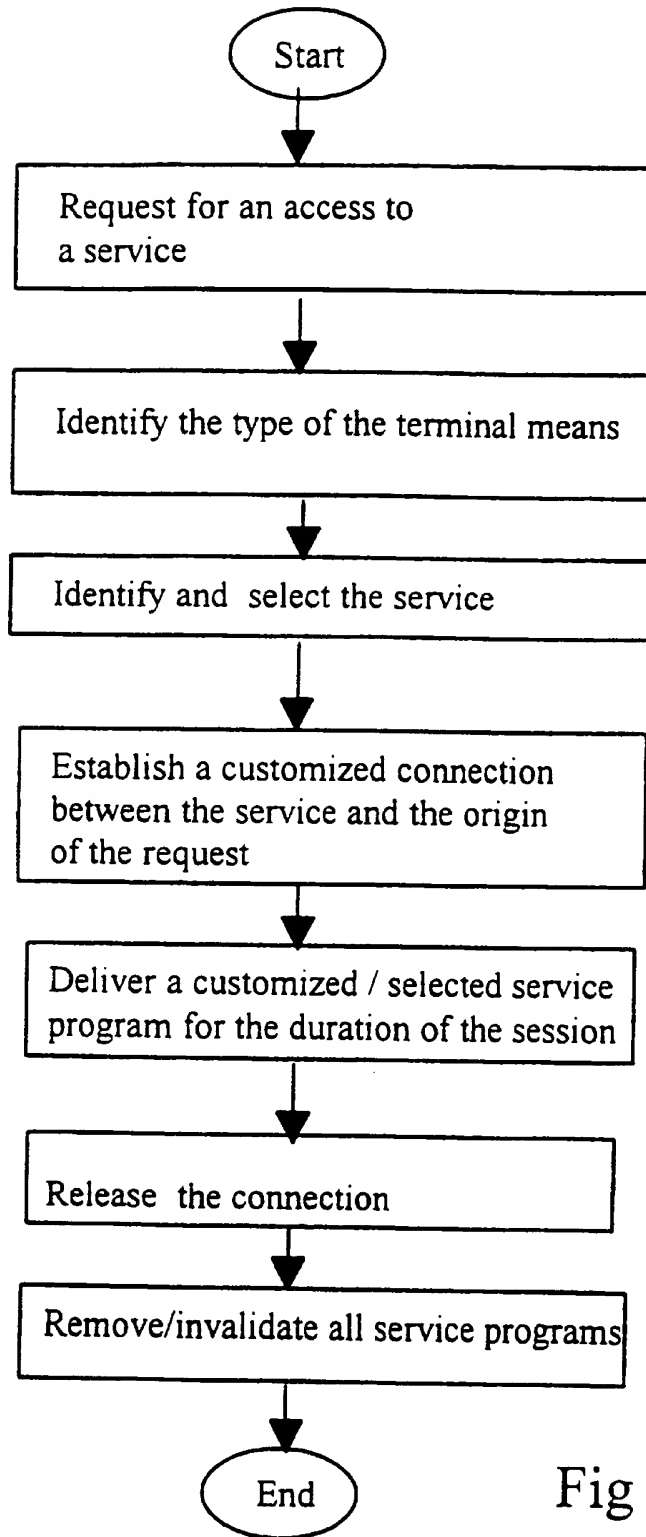 Start
Request for an access to
a service
Identify the type of the terminal means
Identify and select the service
Establish a customized connection
between the service and the origin
of the request
Deliver a customized / selected service
program for the duration of the session
Release the connection
Remove/invalidate all service programs
End
Fig